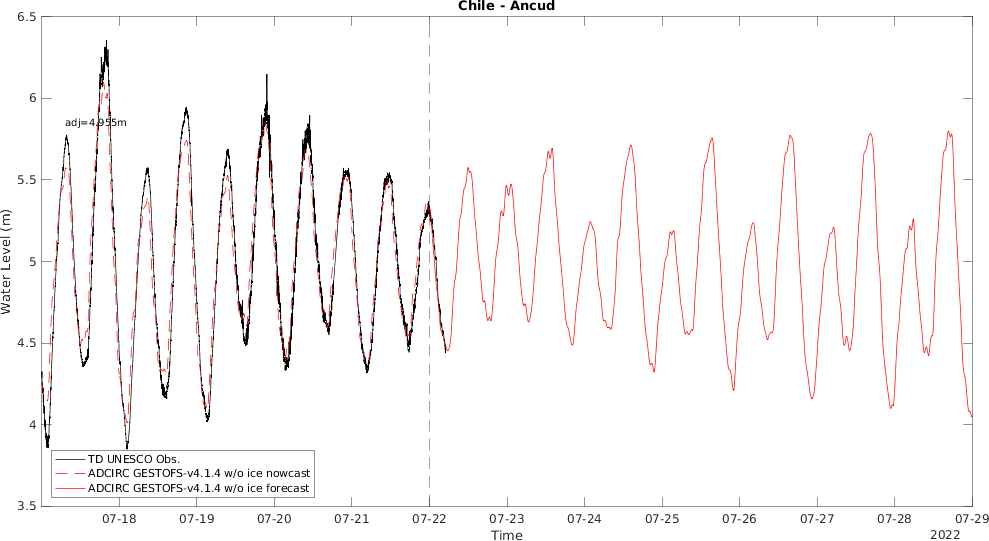 Chile - Ancud
6.5
6
5.5
5
4.5
4
3.5
Water Level (m)
adj=4.955m
TD UNESCO Obs.
ADCIRC GESTOFS-v4.1.4 w/o ice nowcast
ADCIRC GESTOFS-v4.1.4 w/o ice forecast
07-18 07-19 07-20 07-21 07-22 07-23 07-24 07-25 07-26 07-27 07-28 07-29
Time
2022